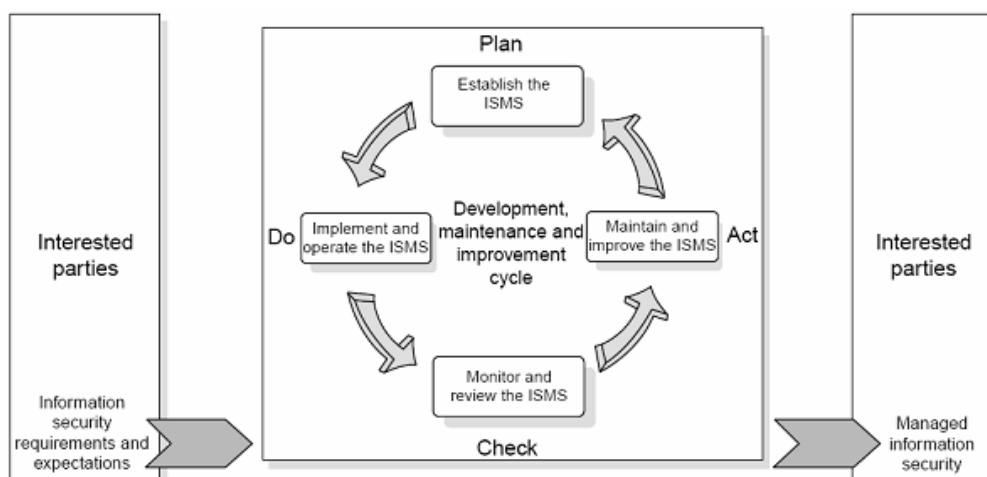 Plan
Establish the
ISMS
Do
Implement and
operate the ISMS
Development,
maintenance and
improvement
cycle
Maintain and
improve the ISMS
Act
Monitor and
review the ISMS
Check
Interested
parties
Information
security
requirements and
expectations
Interested
parties
Managed
information
security